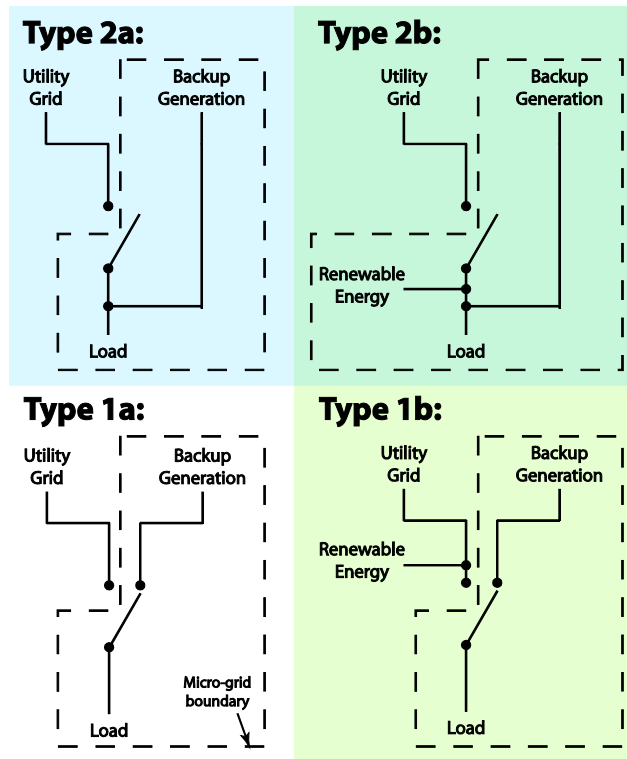 Type 2a:
Utility
Grid
Backup
Generation
Load
Type 2b:
Utility
Grid
Backup
Generation
Renewable
Energy
Load
Type 1a:
Utility
Grid
Backup
Generation
Micro-grid
boundary
Load
Type 1b:
Utility
Grid
Backup
Generation
Renewable
Energy
Load